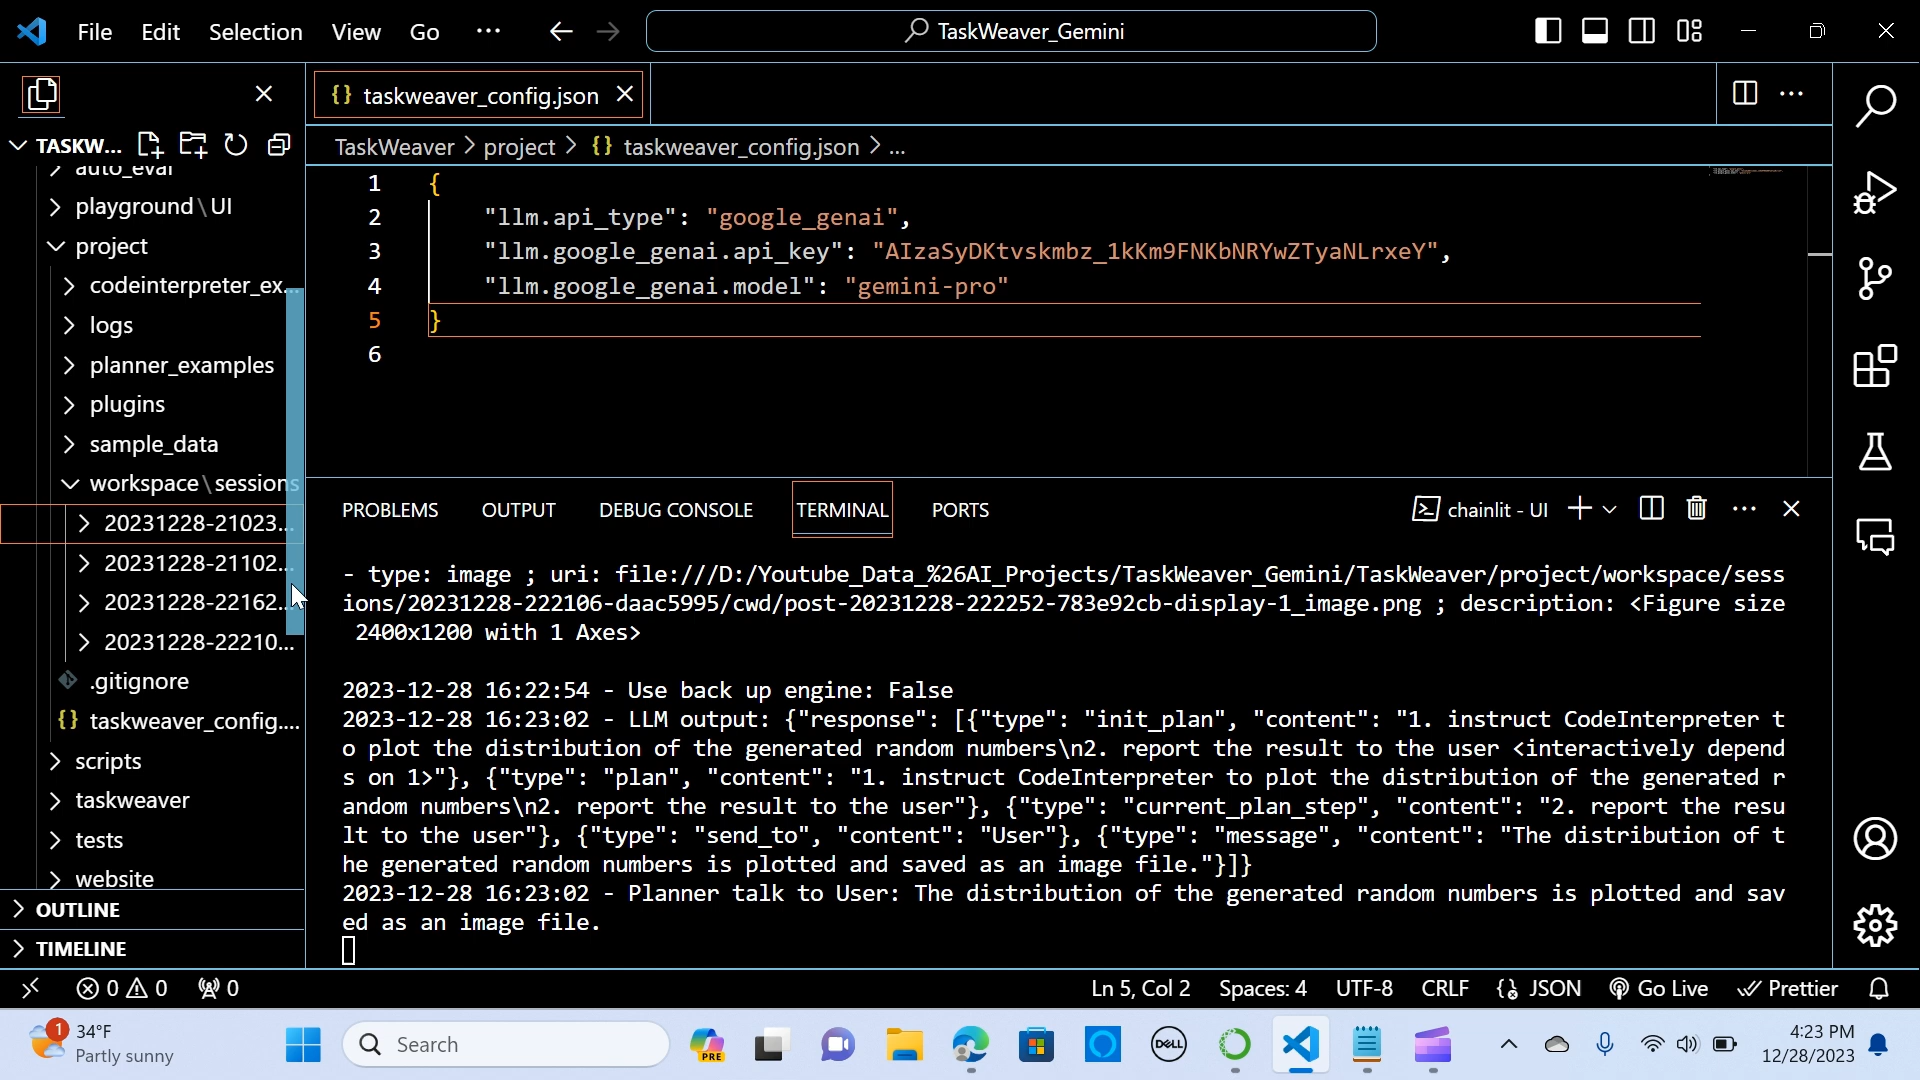 File Edit Selection View Go ··· TaskWeaver_Gemini
{} taskweaver_config.json
TASKW...
TaskWeaver > project > {} taskweaver_config.json > ...
auto_eval
playground\UI
project
codeinterpreter_ex...
logs
planner_examples
plugins
sample_data
workspace\sessions
20231228-21023...
20231228-21102...
20231228-22162...
20231228-22210...
.gitignore
{} taskweaver_config....
scripts
taskweaver
tests
website
OUTLINE
TIMELINE
1 {
2 "llm.api_type": "google_genai",
3 "llm.google_genai.api_key": "AIzaSyDKtvskmbz_1kKm9FNKbNRYwZTyaNLrxeY",
4 "llm.google_genai.model": "gemini-pro"
5 }
6
PROBLEMS OUTPUT DEBUG CONSOLE TERMINAL PORTS chainlit - UI
- type: image ; uri: file:///D:/Youtube_Data_%26AI_Projects/TaskWeaver_Gemini/TaskWeaver/project/workspace/sess
ions/20231228-222106-daac5995/cwd/post-20231228-222252-783e92cb-display-1_image.png ; description: <Figure size
2400x1200 with 1 Axes>
2023-12-28 16:22:54 - Use back up engine: False
2023-12-28 16:23:02 - LLM output: {"response": [{"type": "init_plan", "content": "1. instruct CodeInterpreter t
o plot the distribution of the generated random numbers\n2. report the result to the user <interactively depend
s on 1>"}, {"type": "plan", "content": "1. instruct CodeInterpreter to plot the distribution of the generated r
andom numbers\n2. report the result to the user"}, {"type": "current_plan_step", "content": "2. report the resu
lt to the user"}, {"type": "send_to", "content": "User"}, {"type": "message", "content": "The distribution of t
he generated random numbers is plotted and saved as an image file."}]}
2023-12-28 16:23:02 - Planner talk to User: The distribution of the generated random numbers is plotted and sav
ed as an image file.
0 0 0 Ln 5, Col 2 Spaces: 4 UTF-8 CRLF {} JSON Go Live Prettier
1 34°F
Partly sunny
Search
PRE
DELL
4:23 PM
12/28/2023